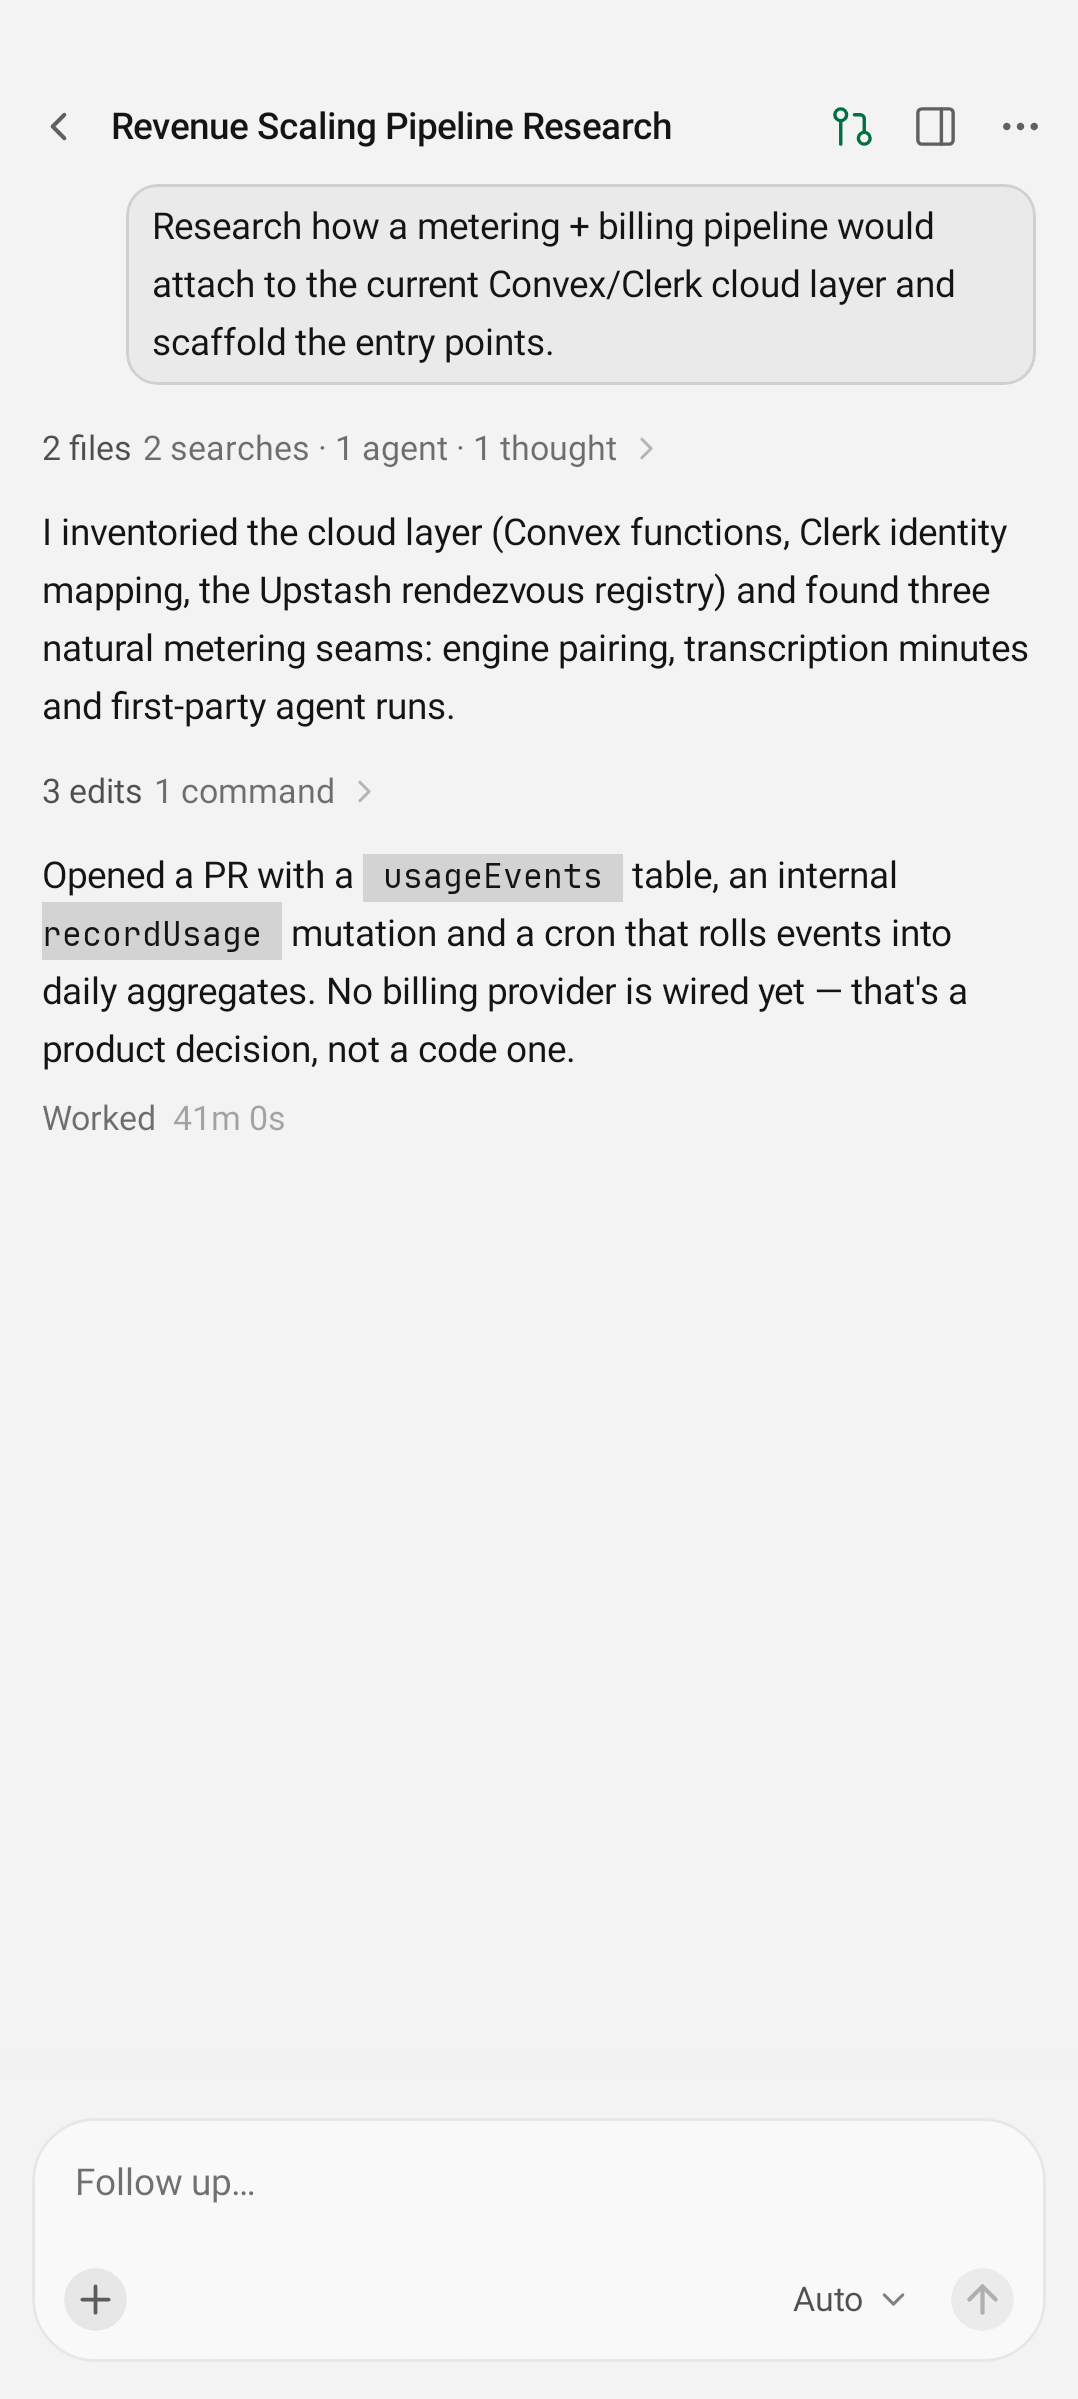 Revenue Scaling Pipeline Research
Research how a metering + billing pipeline would
attach to the current Convex/Clerk cloud layer and
scaffold the entry points.
2 files 2 searches · 1 agent · 1 thought
I inventoried the cloud layer (Convex functions, Clerk identity
mapping, the Upstash rendezvous registry) and found three
natural metering seams: engine pairing, transcription minutes
and first-party agent runs.
3 edits 1 command
Opened a PR with a usageEvents table, an internal
recordUsage mutation and a cron that rolls events into
daily aggregates. No billing provider is wired yet — that's a
product decision, not a code one.
Worked 41m 0s
Follow up…
Auto